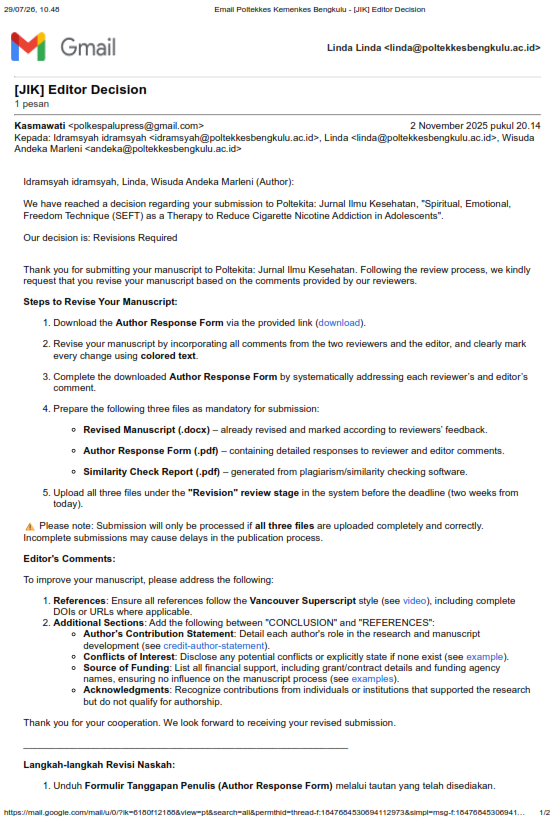 29/07/26, 10.48
Email Poltekkes Kemenkes Bengkulu - [JIK] Editor Decision
Gmail
Linda Linda <linda@poltekkesbengkulu.ac.id>
[JIK] Editor Decision
1 pesan
Kasmawati <polkespalupress@gmail.com>
2 November 2025 pukul 20.14
Kepada: Idramsyah idramsyah <idramsyah@poltekkesbengkulu.ac.id>, Linda <linda@poltekkesbengkulu.ac.id>, Wisuda
Andeka Marleni <andeka@poltekkesbengkulu.ac.id>
Idramsyah idramsyah, Linda, Wisuda Andeka Marleni (Author):
We have reached a decision regarding your submission to Poltekita: Jurnal Ilmu Kesehatan, "Spiritual, Emotional,
Freedom Technique (SEFT) as a Therapy to Reduce Cigarette Nicotine Addiction in Adolescents".
Our decision is: Revisions Required
Thank you for submitting your manuscript to Poltekita: Jurnal Ilmu Kesehatan. Following the review process, we kindly
request that you revise your manuscript based on the comments provided by our reviewers.
Steps to Revise Your Manuscript:
1. Download the Author Response Form via the provided link (download).
2. Revise your manuscript by incorporating all comments from the two reviewers and the editor, and clearly mark
every change using colored text.
3. Complete the downloaded Author Response Form by systematically addressing each reviewer's and editor's
comment.
4. Prepare the following three files as mandatory for submission:
Revised Manuscript (.docx) – already revised and marked according to reviewers' feedback.
Author Response Form (.pdf) – containing detailed responses to reviewer and editor comments.
Similarity Check Report (.pdf) – generated from plagiarism/similarity checking software.
5. Upload all three files under the "Revision" review stage in the system before the deadline (two weeks from
today).
⚠ Please note: Submission will only be processed if all three files are uploaded completely and correctly.
Incomplete submissions may cause delays in the publication process.
Editor's Comments:
To improve your manuscript, please address the following:
1. References: Ensure all references follow the Vancouver Superscript style (see video), including complete
DOIs or URLs where applicable.
2. Additional Sections: Add the following between "CONCLUSION" and "REFERENCES":
Author's Contribution Statement: Detail each author's role in the research and manuscript
development (see credit-author-statement).
Conflicts of Interest: Disclose any potential conflicts or explicitly state if none exist (see example).
Source of Funding: List all financial support, including grant/contract details and funding agency
names, ensuring no influence on the manuscript process (see examples).
Acknowledgments: Recognize contributions from individuals or institutions that supported the research
but do not qualify for authorship.
Thank you for your cooperation. We look forward to receiving your revised submission.
Langkah-langkah Revisi Naskah:
1. Unduh Formulir Tanggapan Penulis (Author Response Form) melalui tautan yang telah disediakan.
1/2